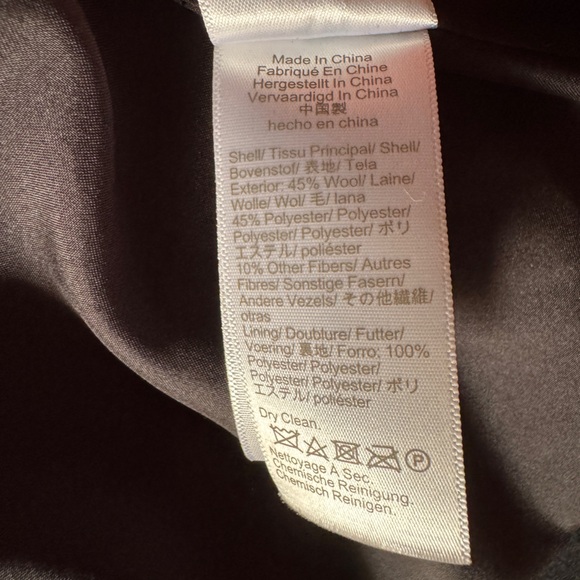 Made In China
Fabriqué En Chine
Hergestellt In China
Vervaardigd In China
中国製
hecho en china
Shell/ Tissu Principal/ Shell/
Bovenstof/ 表地/ Tela
Exterior: 45% Wool/ Laine/
Wolle/ Wol/ 毛/ lana
45% Polyester/ Polyester/
Polyester/ Polyester/ ポリ
エステル/ poliéster
10% Other Fibers/ Autres
Fibres/ Sonstige Fasern/
Andere Vezels/ その他繊維/
otras
Lining/ Doublure/ Futter/
Voering/ 裏地/ Forro: 100%
Polyester/ Polyester/
Polyester/ Polyester/ ポリ
エステル/ poliéster
Dry Clean.
P
Nettoyage À Sec.
Chemische Reinigung.
Chemisch Reinigen.